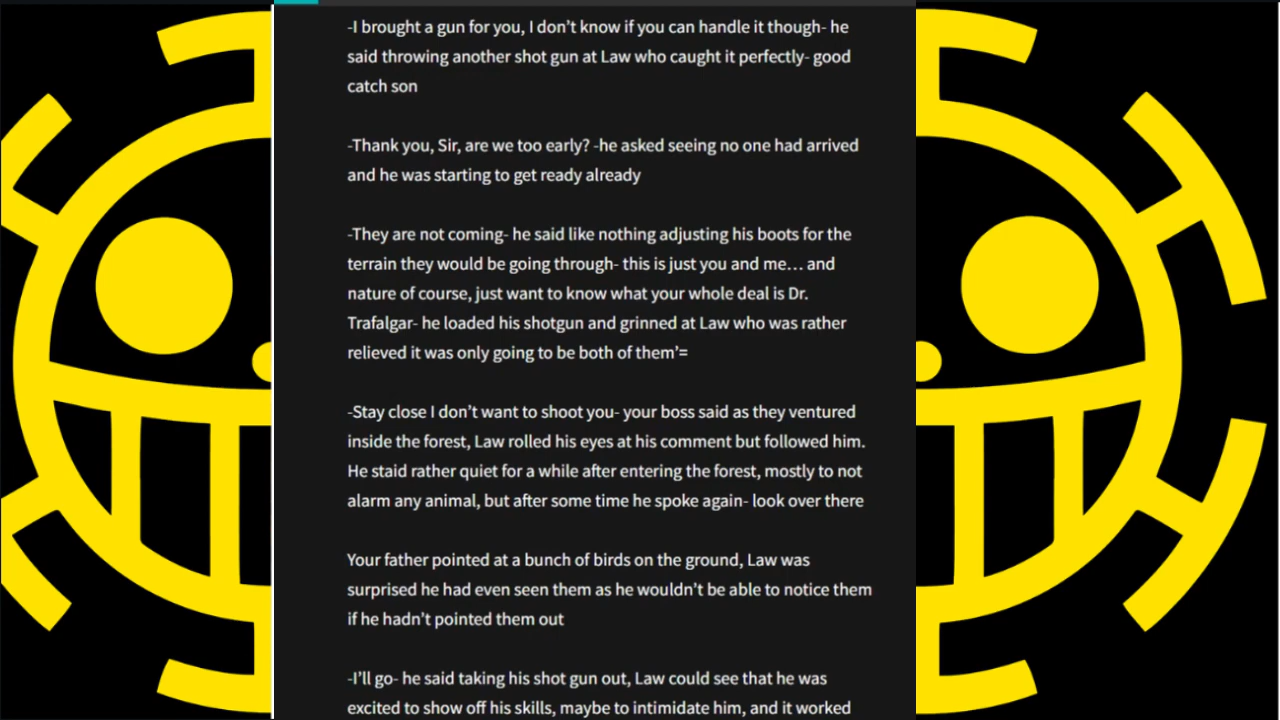 -I brought a gun for you, I don’t know if you can handle it though- he
said throwing another shot gun at Law who caught it perfectly- good
catch son
-Thank you, Sir, are we too early? -he asked seeing no one had arrived
and he was starting to get ready already
-They are not coming- he said like nothing adjusting his boots for the
terrain they would be going through- this is just you and me… and
nature of course, just want to know what your whole deal is Dr.
Trafalgar- he loaded his shotgun and grinned at Law who was rather
relieved it was only going to be both of them’=
-Stay close I don’t want to shoot you- your boss said as they ventured
inside the forest, Law rolled his eyes at his comment but followed him.
He staid rather quiet for a while after entering the forest, mostly to not
alarm any animal, but after some time he spoke again- look over there
Your father pointed at a bunch of birds on the ground, Law was
surprised he had even seen them as he wouldn’t be able to notice them
if he hadn’t pointed them out
-I’ll go- he said taking his shot gun out, Law could see that he was
excited to show off his skills, maybe to intimidate him, and it worked